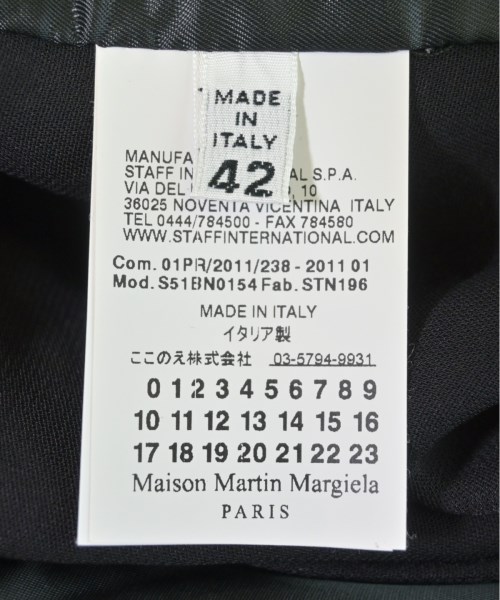 MADE
IN
ITALY
42
STAFF IN AL S.P.A.
VIA DEL 10
36025 NOVENTA VICENTINA ITALY
TEL 0444/784500 - FAX 784580
WWW.STAFFINTERNATIONAL.COM
Com. 01PR/2011/238 - 2011 01
Mod. S51BN0154 Fab. STN196
MADE IN ITALY
イタリア製
ここのえ株式会社 03-5794-9931
0 1 2 3 4 5 6 7 8 9
10 11 12 13 14 15 16
17 18 19 20 21 22 23
Maison Martin Margiela
PARIS